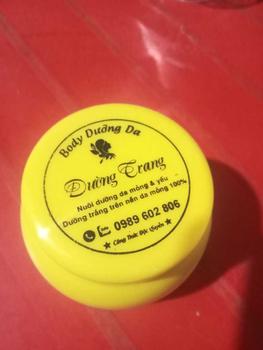 Body Dưỡng Da
Dường Trang
Nuôi dưỡng da mỏng & yếu
Dưỡng trắng trên nền da mỏng 100%
0989 602 806
★ Công Thức Độc Quyền ★